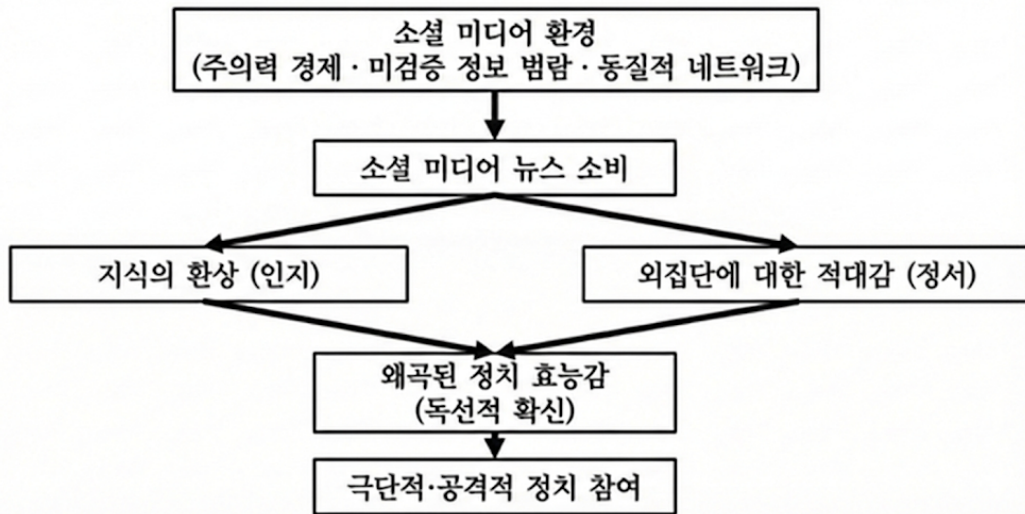 소셜 미디어 환경
(주의력 경제 · 미검증 정보 범람 · 동질적 네트워크)
소셜 미디어 뉴스 소비
지식의 환상 (인지)
외집단에 대한 적대감 (정서)
왜곡된 정치 효능감
(독선적 확신)
극단적·공격적 정치 참여